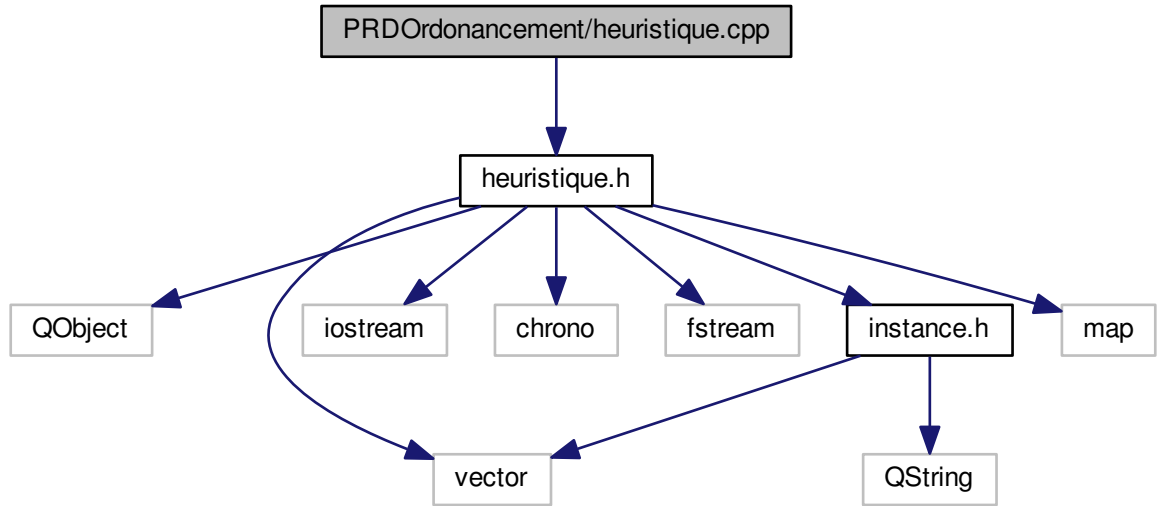 PRDOrdonancement/heuristique.cpp
heuristique.h
QObject
iostream
chrono
fstream
instance.h
map
vector
QString